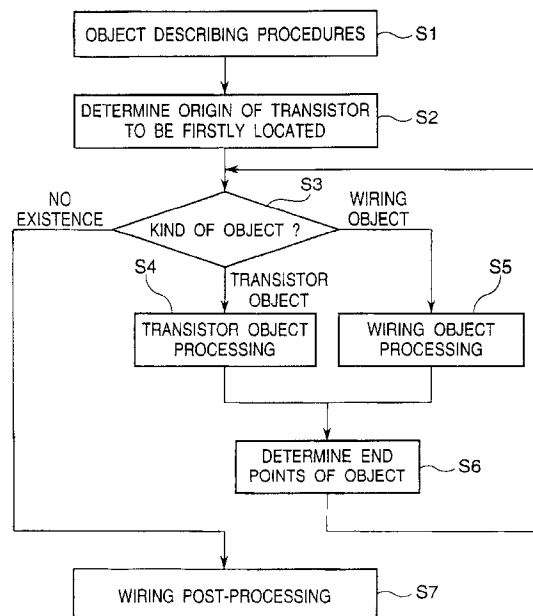 OBJECT DESCRIBING PROCEDURES
S1
DETERMINE ORIGIN OF TRANSISTOR
TO BE FIRSTLY LOCATED
S2
S3
NO
EXISTENCE
KIND OF OBJECT ?
WIRING
OBJECT
S4
TRANSISTOR
OBJECT
S5
TRANSISTOR OBJECT
PROCESSING
WIRING OBJECT
PROCESSING
DETERMINE END
POINTS OF OBJECT
S6
WIRING POST-PROCESSING
S7